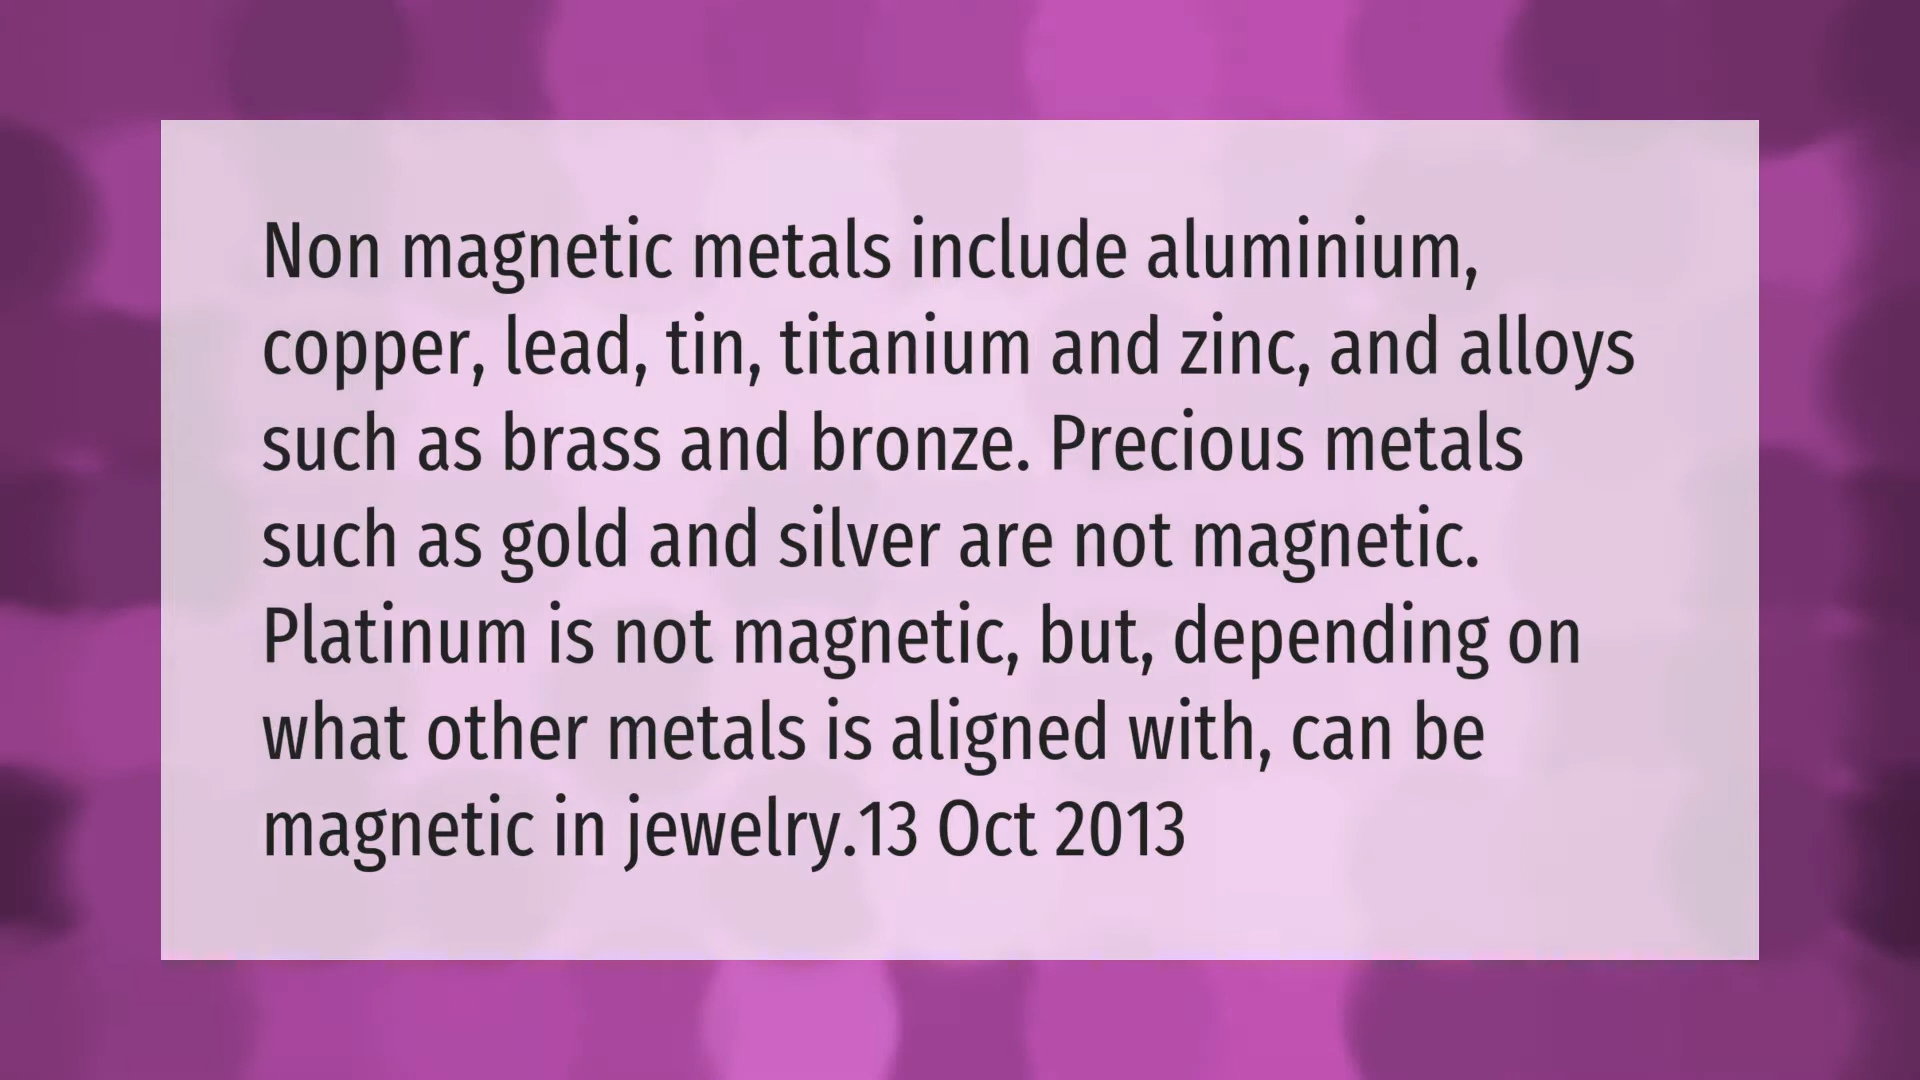 Non magnetic metals include aluminium,
copper, lead, tin, titanium and zinc, and alloys
such as brass and bronze. Precious metals
such as gold and silver are not magnetic.
Platinum is not magnetic, but, depending on
what other metals is aligned with, can be
magnetic in jewelry.13 Oct 2013